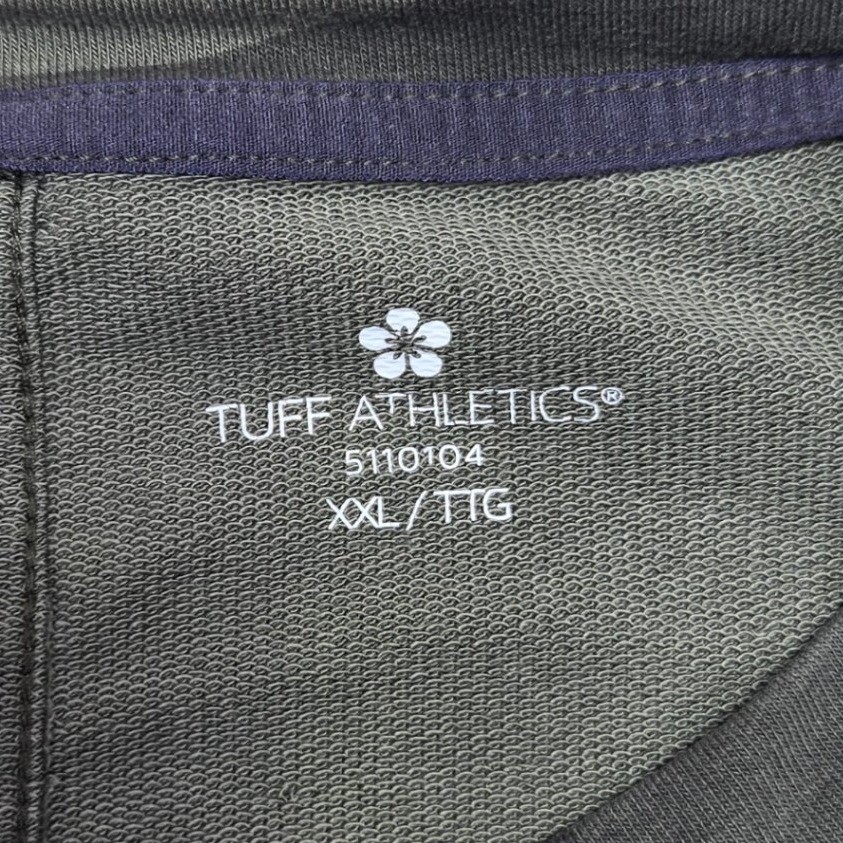 TUFF ATHLETICS®
5110104
XXL / TTG